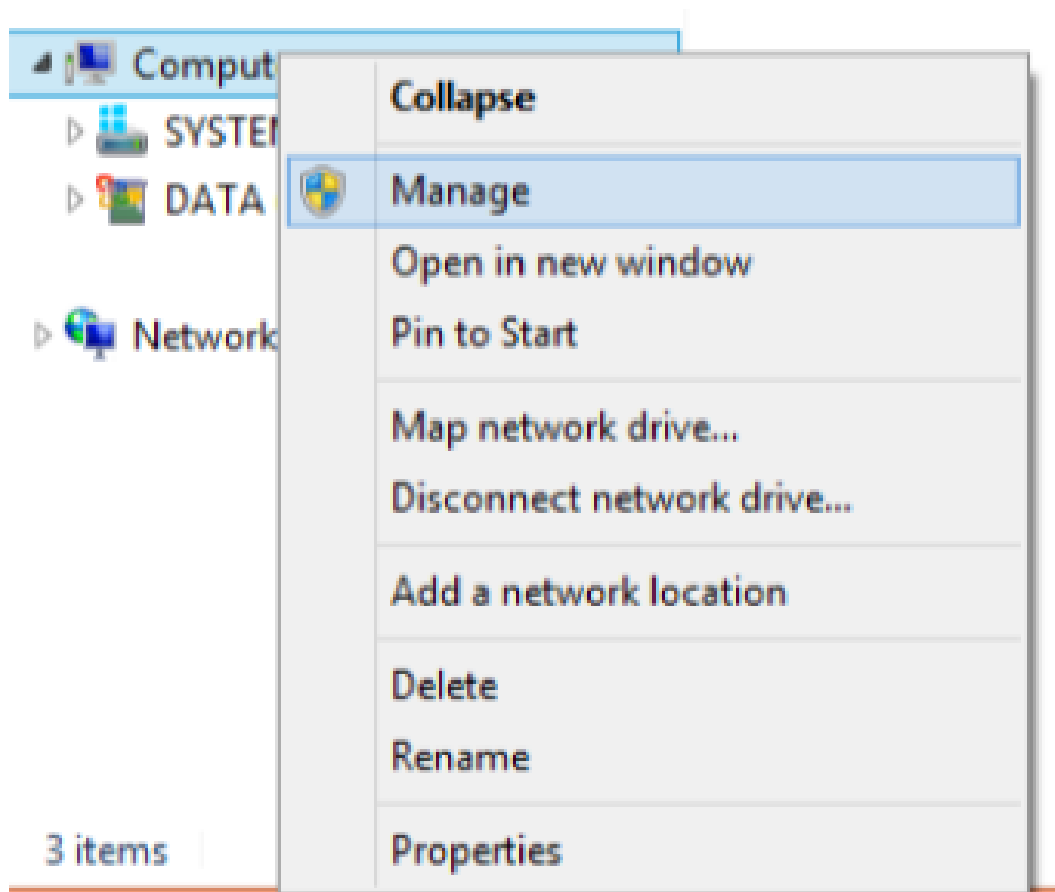 Comput
SYSTE
DATA
Network
Collapse
Manage
Open in new window
Pin to Start
Map network drive...
Disconnect network drive...
Add a network location
Delete
Rename
Properties
3 items